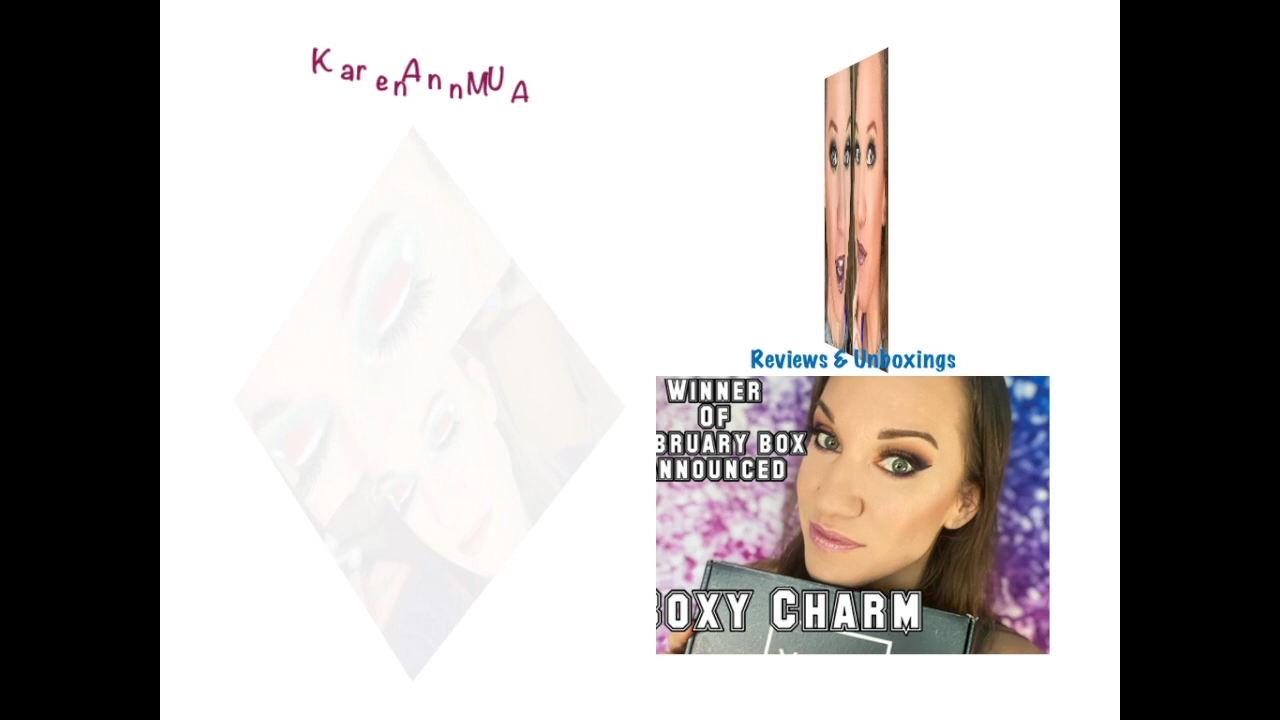 KarenAnnMUA
Reviews & Unboxings
WINNER
OF
BRUARY BOX
NNOUNCED
OXY CHARM